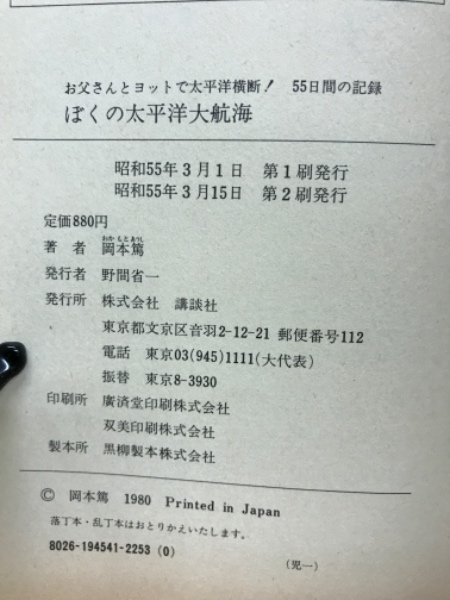 お父さんとヨットで太平洋横断！ 55日間の記録
ぼくの太平洋大航海
昭和55年3月1日 第1刷発行
昭和55年3月15日 第2刷発行
定価880円
おかもとあつし
著者 岡本篤
発行者 野間省一
発行所 株式会社 講談社
東京都文京区音羽2-12-21 郵便番号112
電話 東京03(945)1111(大代表)
振替 東京8-3930
印刷所 廣済堂印刷株式会社
双美印刷株式会社
製本所 黒柳製本株式会社
© 岡本篤 1980 Printed in Japan
落丁本・乱丁本はおとりかえいたします。
8026-194541-2253 (0)
(児一)